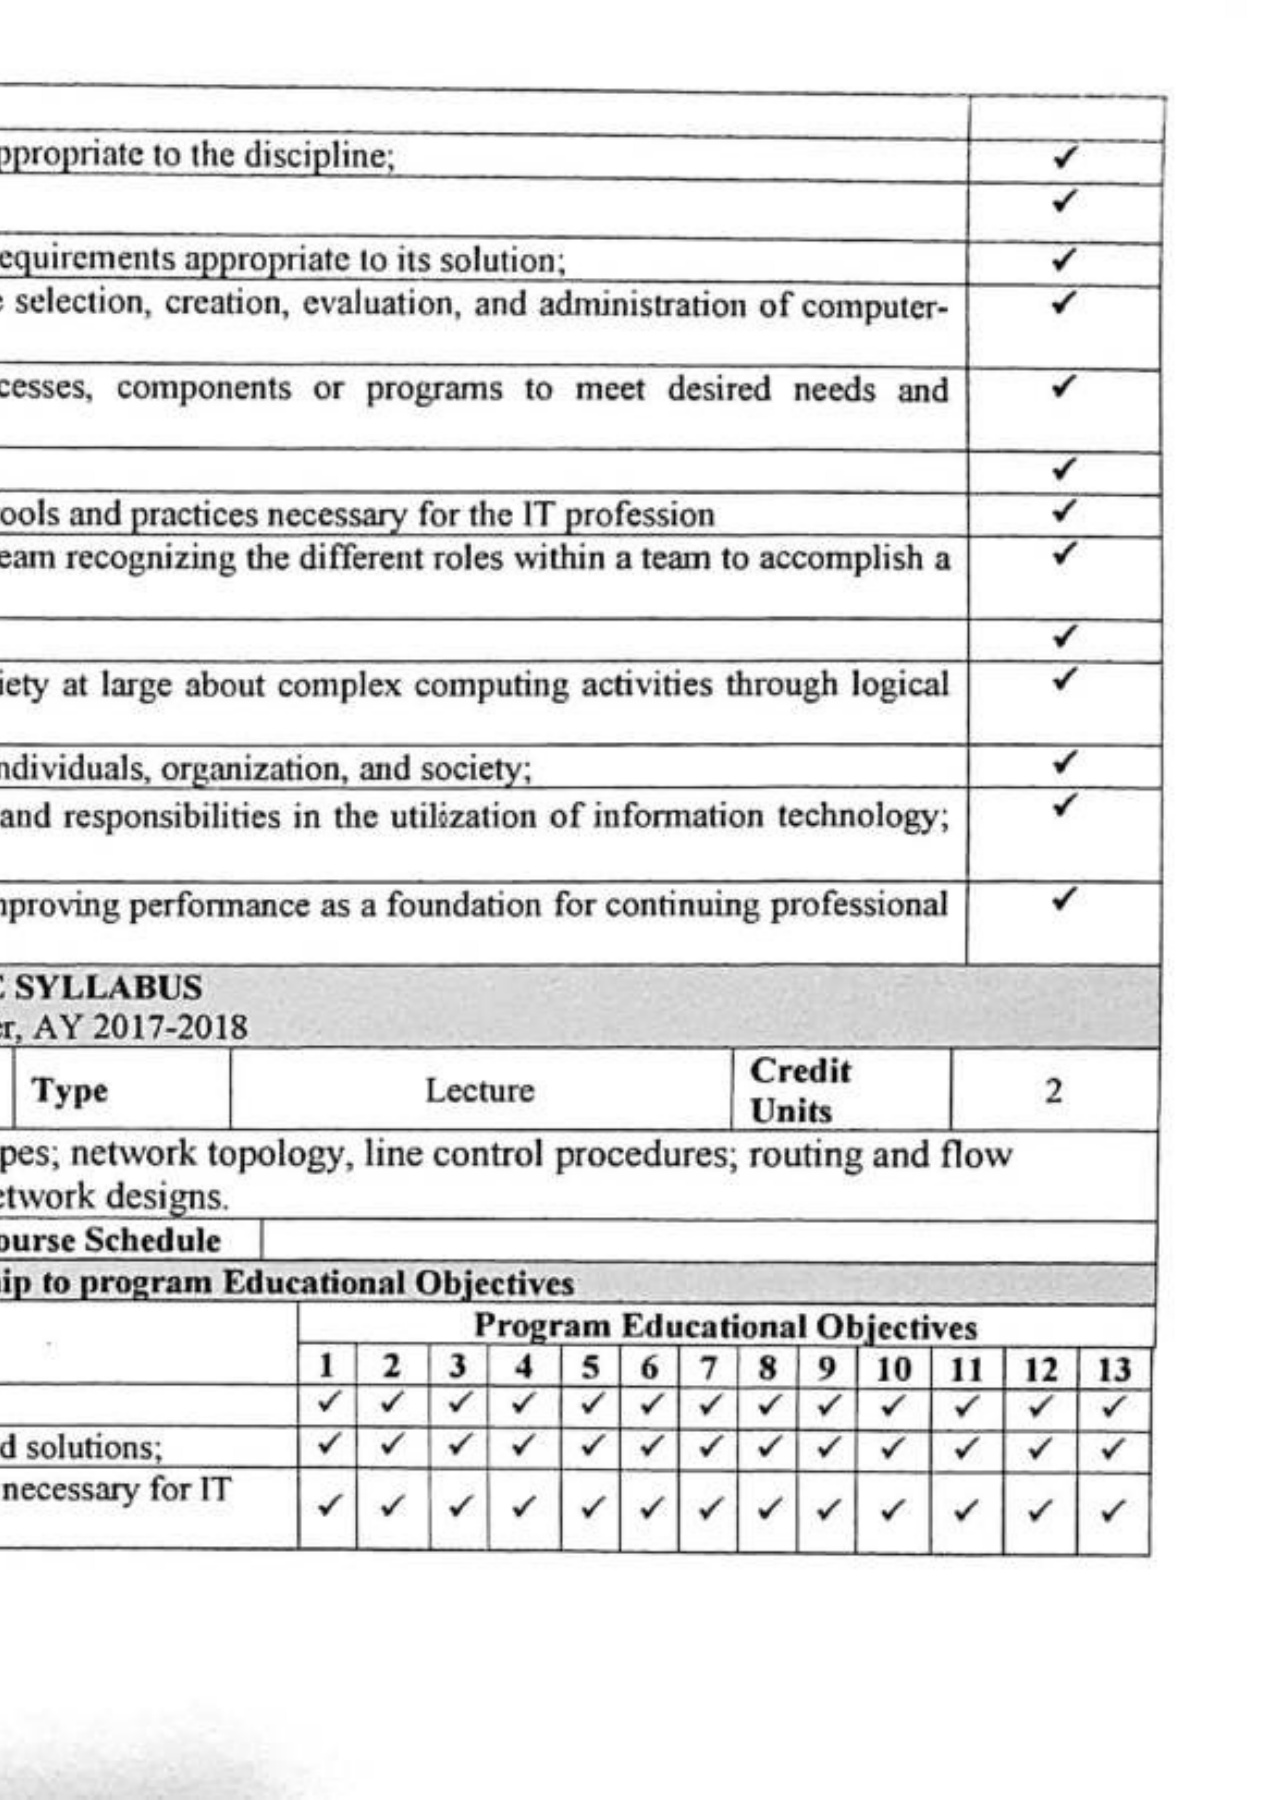 ppropriate to the discipline; ✓
✓
equirements appropriate to its solution; ✓
e selection, creation, evaluation, and administration of computer- ✓
cesses, components or programs to meet desired needs and ✓
✓
ools and practices necessary for the IT profession ✓
eam recognizing the different roles within a team to accomplish a ✓
✓
iety at large about complex computing activities through logical ✓
ndividuals, organization, and society; ✓
and responsibilities in the utilization of information technology; ✓
nproving performance as a foundation for continuing professional ✓
E SYLLABUS
er, AY 2017-2018
Type Lecture Credit Units 2
pes; network topology, line control procedures; routing and flow
etwork designs.
ourse Schedule
ip to program Educational Objectives
Program Educational Objectives
1 2 3 4 5 6 7 8 9 10 11 12 13
✓ ✓ ✓ ✓ ✓ ✓ ✓ ✓ ✓ ✓ ✓ ✓ ✓
d solutions; ✓ ✓ ✓ ✓ ✓ ✓ ✓ ✓ ✓ ✓ ✓ ✓ ✓
necessary for IT
✓ ✓ ✓ ✓ ✓ ✓ ✓ ✓ ✓ ✓ ✓ ✓ ✓